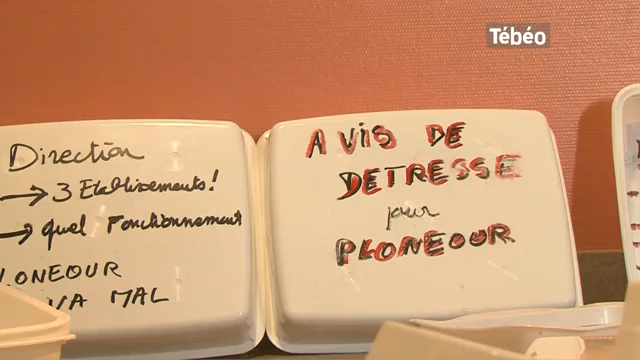 Tébéo
Direction
→ 3 Etablissements!
→ quel Fonctionnement
LONEOUR
VA MAL
AVIS DE
DETRESSE
pour
PLONEOUR